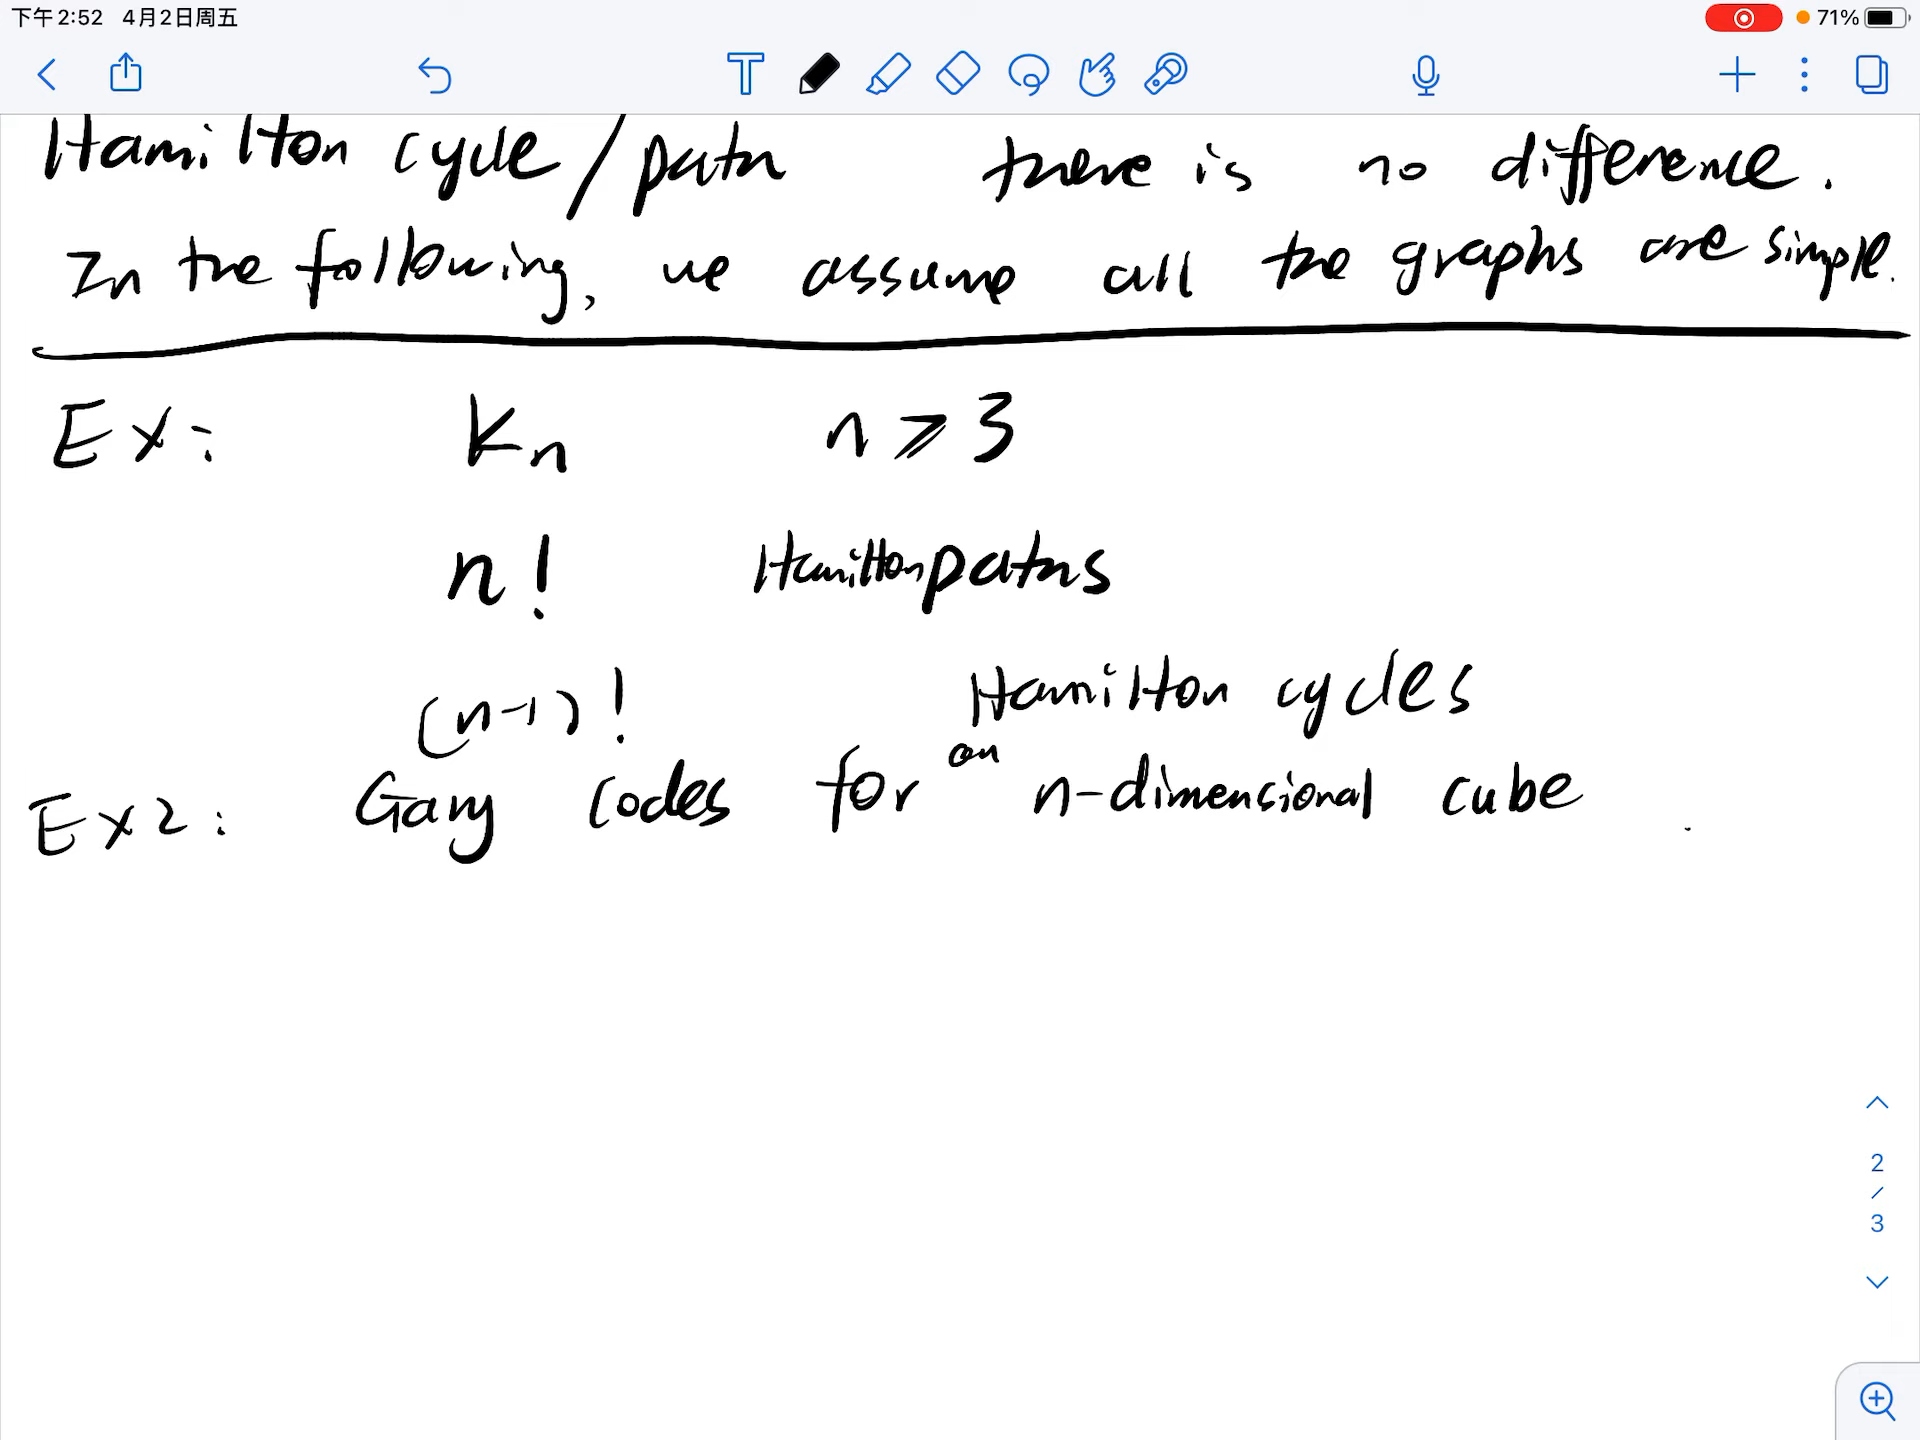 下午2:52 4月2日周五
71%
Hamilton cycle/path there is no difference.
In the following, we assume all the graphs are simple.
Ex: Kn n ⩾ 3
n! Hamilton paths
(n-1)! Hamilton cycles
Ex2: Gary codes for an n-dimensional cube
2
/
3